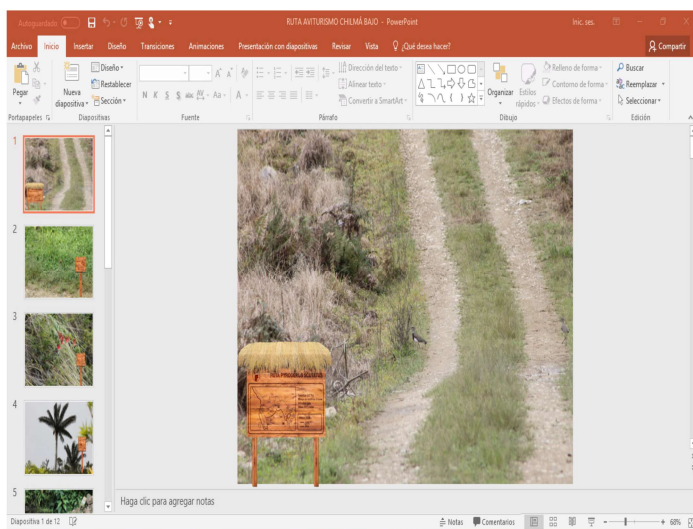 Autoguardado
RUTA AVITURISMO CHILMÁ BAJO - PowerPoint
Inic. ses.
Archivo Inicio Insertar Diseño Transiciones Animaciones Presentación con diapositivas Revisar Vista ¿Qué desea hacer? Compartir
Pegar
Nueva diapositiva
Diseño
Restablecer
Sección
N K S S abc AV Aa A
Dirección del texto
Alinear texto
Convertir a SmartArt
Organizar
Estilos rápidos
Relleno de forma
Contorno de forma
Efectos de forma
Buscar
Reemplazar
Seleccionar
Portapapeles Diapositivas Fuente Párrafo Dibujo Edición
1
2
3
4
5
Haga clic para agregar notas
Diapositiva 1 de 12
Notas Comentarios 68%